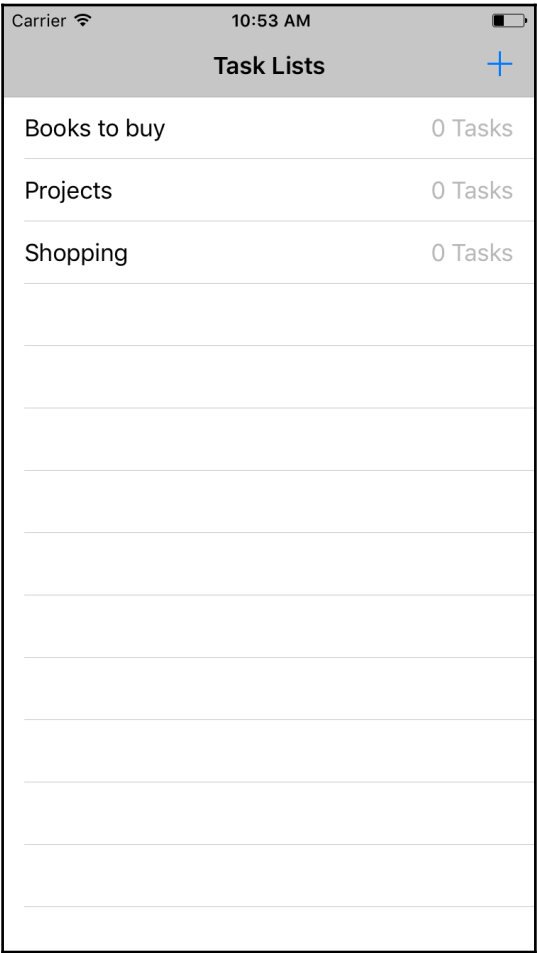 Carrier 10:53 AM
Task Lists +
Books to buy 0 Tasks
Projects 0 Tasks
Shopping 0 Tasks